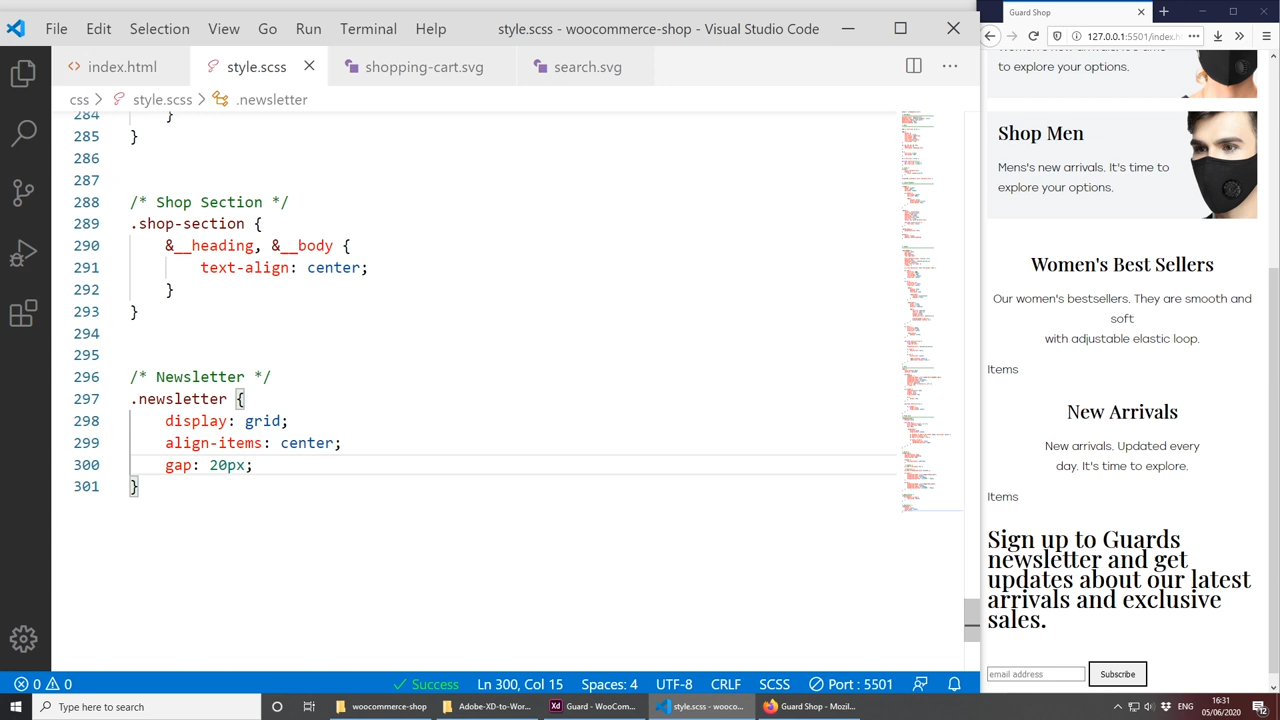 File Edit Selection View Go Run Terminal Help style.scss - woocommerce-shop - Visual Studio Code
html style.scss shopping-cart.svg search.svg
css style.scss .newsletter
284 }
285
286
287
288 Shop Section */
289 .shop-section {
290 &__heading, &__body {
291 text-align: center;
292
293
294
295
296 Newsletter */
297 .newsletter {
298 display: grid;
299 align-items: center;
300 gap: px;
301
0 0 Success Ln 300, Col 15 Spaces: 4 UTF-8 CRLF SCSS Port : 5501
Guard Shop
127.0.0.1:5501/index.h
to explore your options.
Shop Men
Mens's new arrivals. It's time to
explore your options.
Women's Best Sellers
Our women's bestsellers. They are smooth and
soft
with adjustable elastic loop.
Items
New Arrivals
New variants. Updated every
day. It's time to explore.
Items
Sign up to Guards
newsletter and get
updates about our latest
arrivals and exclusive
sales.
email address Subscribe
Type here to search woocommerce-shop Adobe-XD-to-Wor... Guard - WooCom... style.scss - wooco... Guard Shop - Mozil... ENG 16:31 05/06/2020 12